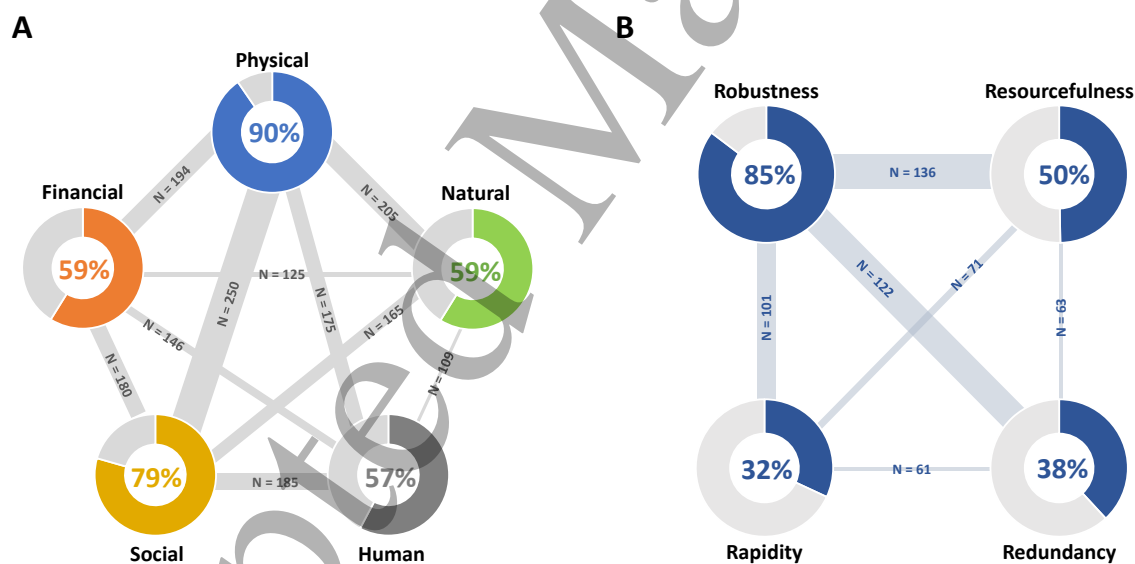 A
B
Physical
90%
Robustness
Resourcefulness
85%
N = 136
50%
N = 194
Financial
N = 205
Natural
59%
N = 125
59%
N = 250
N = 175
N = 165
N = 146
N = 180
N = 109
N = 122
N = 71
N = 101
N = 63
79%
N = 185
57%
32%
N = 61
38%
Social
Human
Rapidity
Redundancy